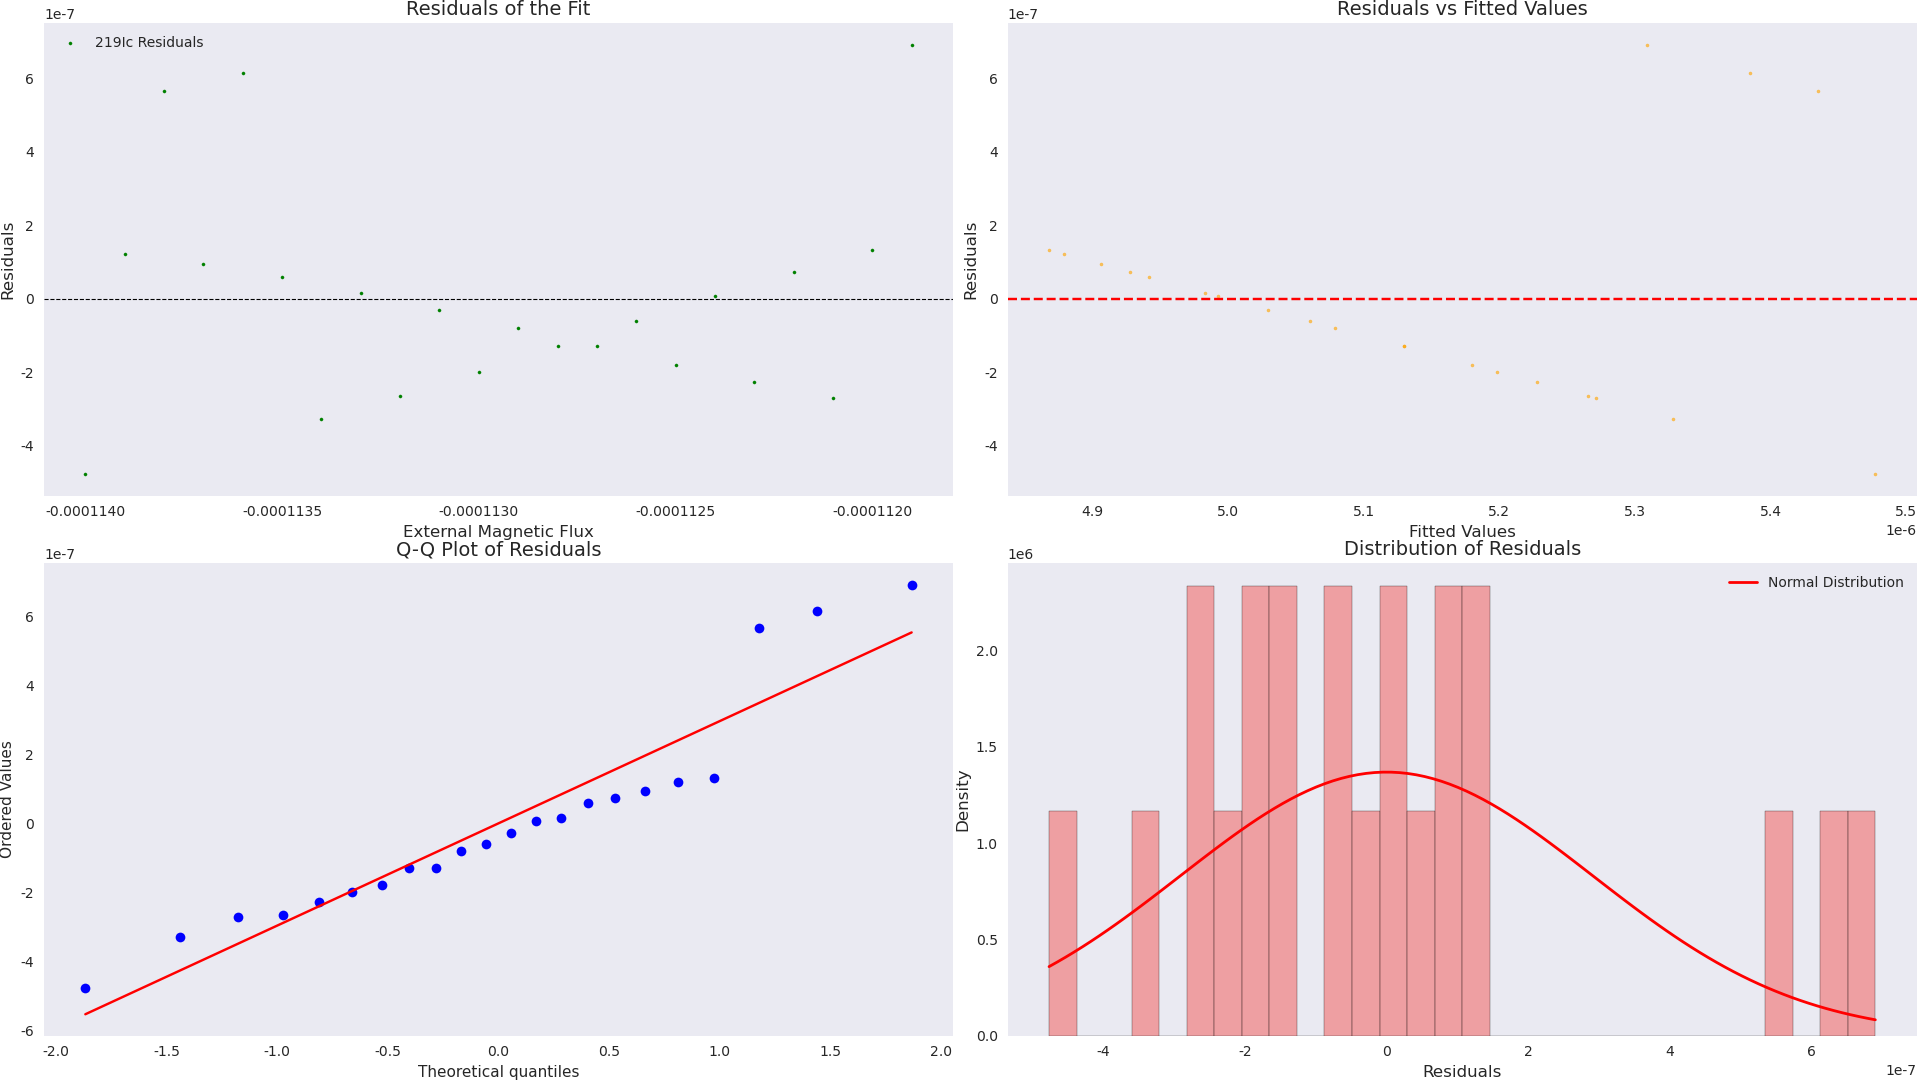 Residuals of the Fit
1e-7
219Ic Residuals
6
4
2
0
-2
-4
Residuals
-0.0001140 -0.0001135 -0.0001130 -0.0001125 -0.0001120
External Magnetic Flux
Residuals vs Fitted Values
1e-7
6
4
2
0
-2
-4
Residuals
4.9 5.0 5.1 5.2 5.3 5.4 5.5
1e-6
Fitted Values
Q-Q Plot of Residuals
1e-7
6
4
2
0
-2
-4
-6
Ordered Values
-2.0 -1.5 -1.0 -0.5 0.0 0.5 1.0 1.5 2.0
Theoretical quantiles
Distribution of Residuals
1e6
Normal Distribution
2.0
1.5
1.0
0.5
0.0
Density
-4 -2 0 2 4 6
1e-7
Residuals